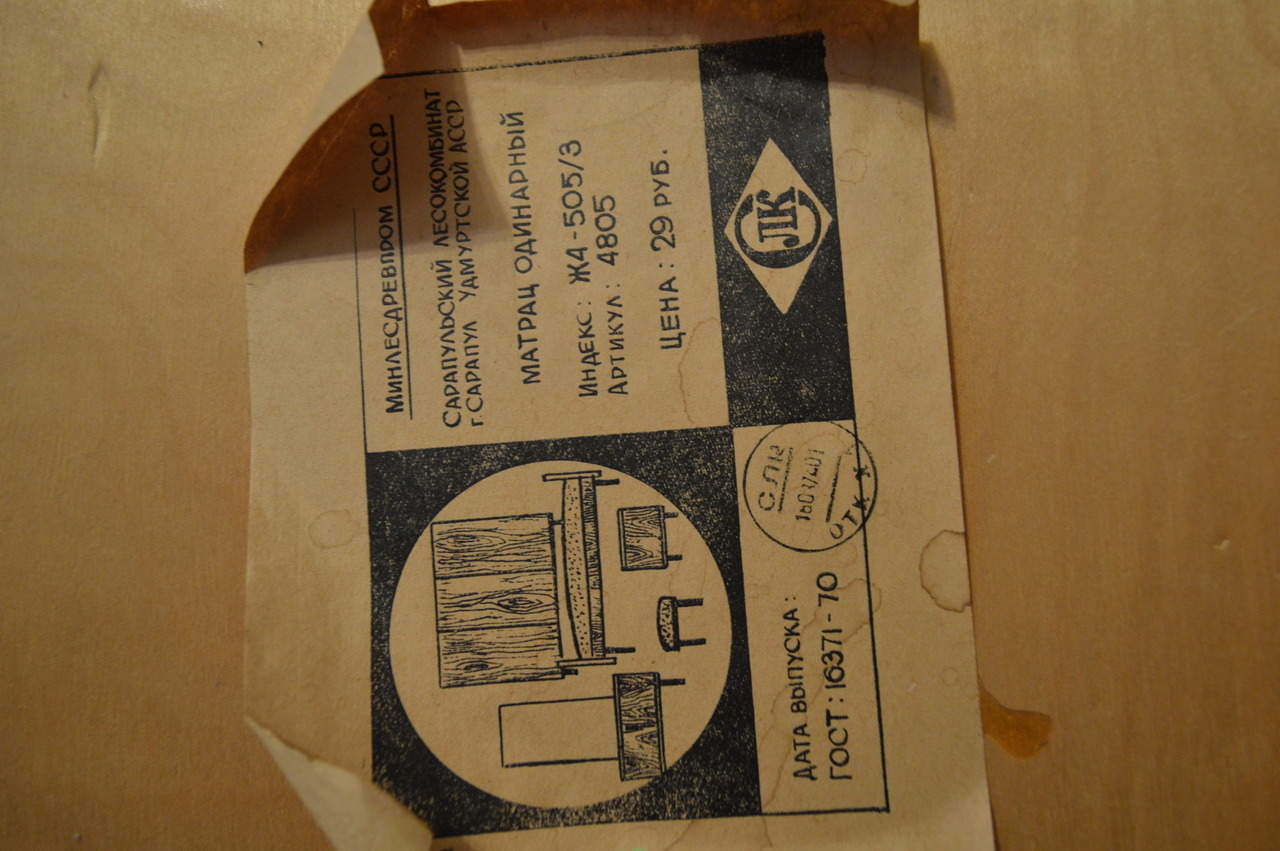 МИНЛЕСДРЕВПРОМ СССР
САРАПУЛЬСКИЙ ЛЕСОКОМБИНАТ
г. САРАПУЛ УДМУРТСКОЙ АССР
МАТРАЦ ОДИНАРНЫЙ
ИНДЕКС: Ж4-505/3
АРТИКУЛ: 4805
ЦЕНА: 29 РУБ.
СЛК
ДАТА ВЫПУСКА:
ГОСТ: 16371-70
ОТК